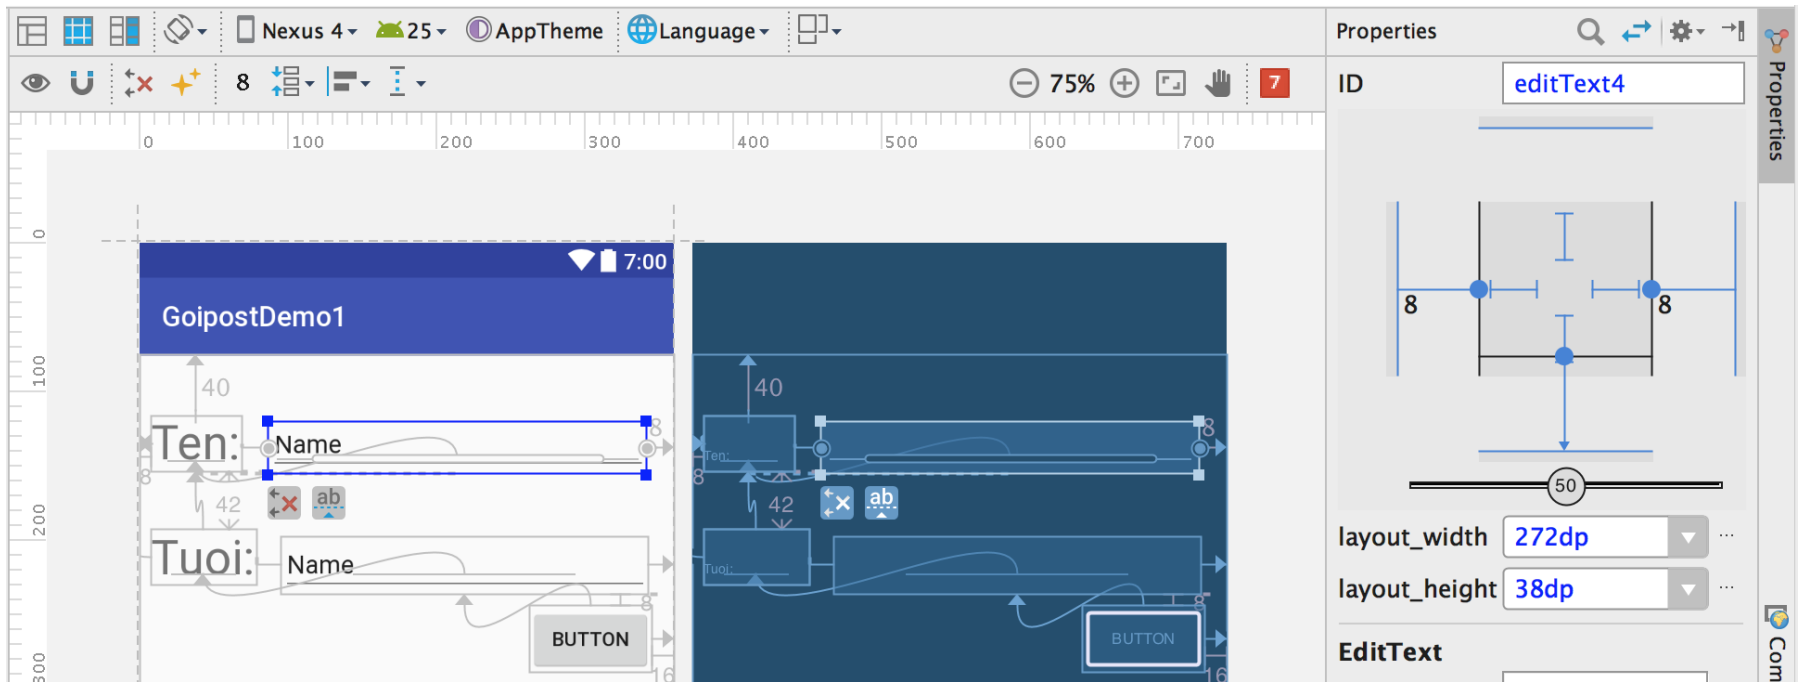 Nexus 4 25 AppTheme Language
8 75% 7
0 100 200 300 400 500 600 700
0
100
200
300
7:00
GoipostDemo1
40
Ten: Name 8
8
42
Tuoi: Name
8
BUTTON
16
40
Ten: 8
8
42
Tuoi:
8
BUTTON
16
Properties
ID editText4
8 8
50
layout_width 272dp ...
layout_height 38dp ...
EditText
Properties
Com